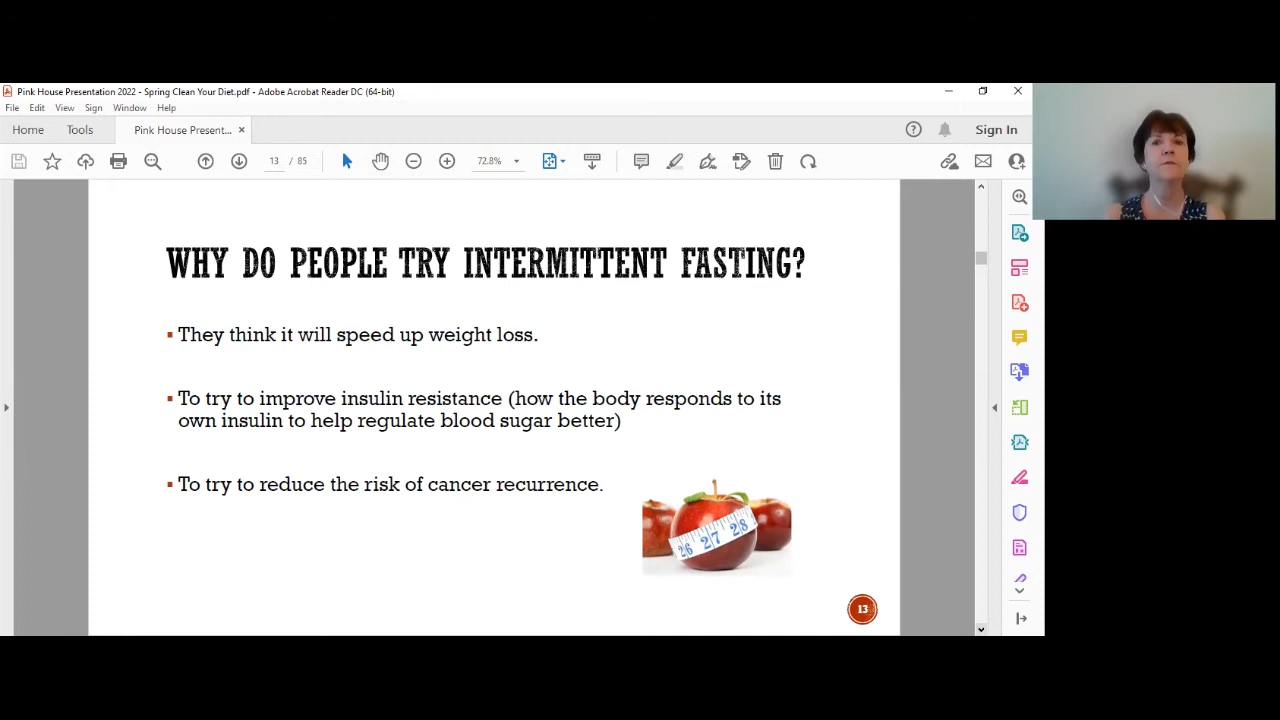 Pink House Presentation 2022 - Spring Clean Your Diet.pdf - Adobe Acrobat Reader DC (64-bit)
File Edit View Sign Window Help
Home Tools Pink House Present... Sign In
13 / 85 72.8%
WHY DO PEOPLE TRY INTERMITTENT FASTING?
▪ They think it will speed up weight loss.
▪ To try to improve insulin resistance (how the body responds to its
own insulin to help regulate blood sugar better)
▪ To try to reduce the risk of cancer recurrence.
26 27 28
13